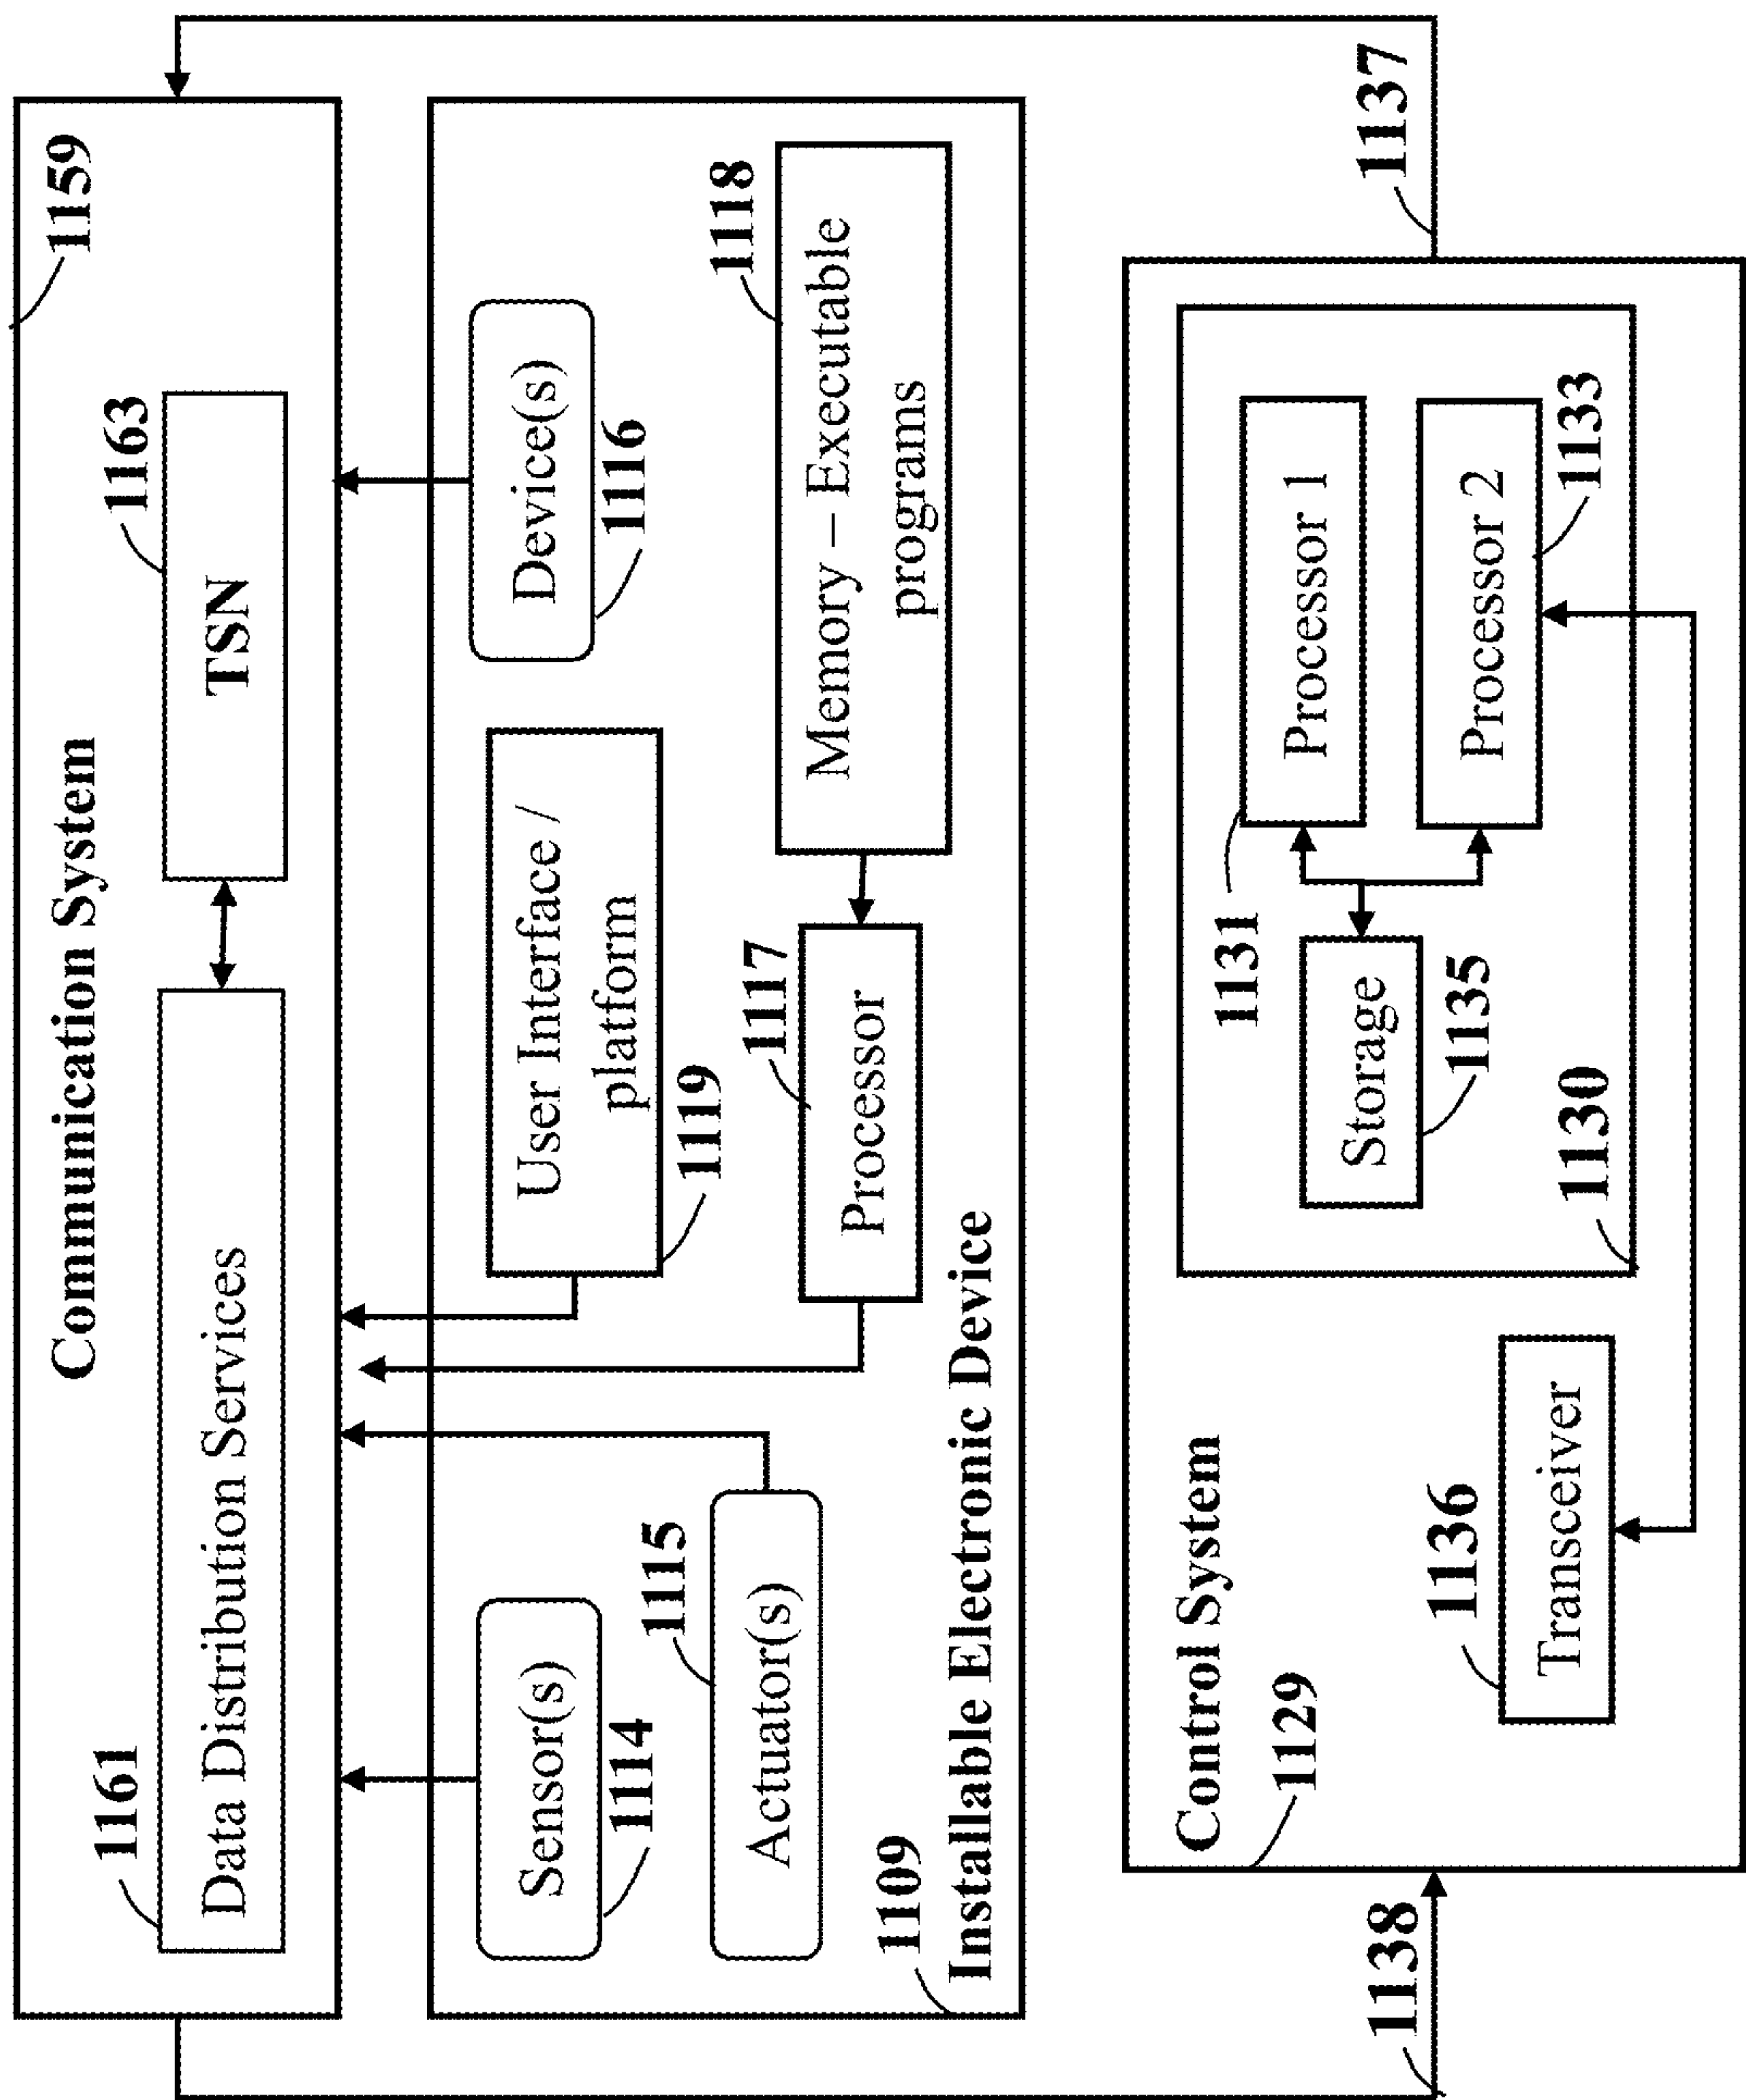 1159
Communication System
1161
Data Distribution Services
1163
TSN
Sensor(s)
1114
Actuator(s)
1115
User Interface /
platform
1119
Device(s)
1116
Processor
1117
Memory – Executable
programs
1118
1109
Installable Electronic Device
Control System
1129
Transceiver
1136
Storage
1135
Processor 1
1131
Processor 2
1133
1130
1138
1137